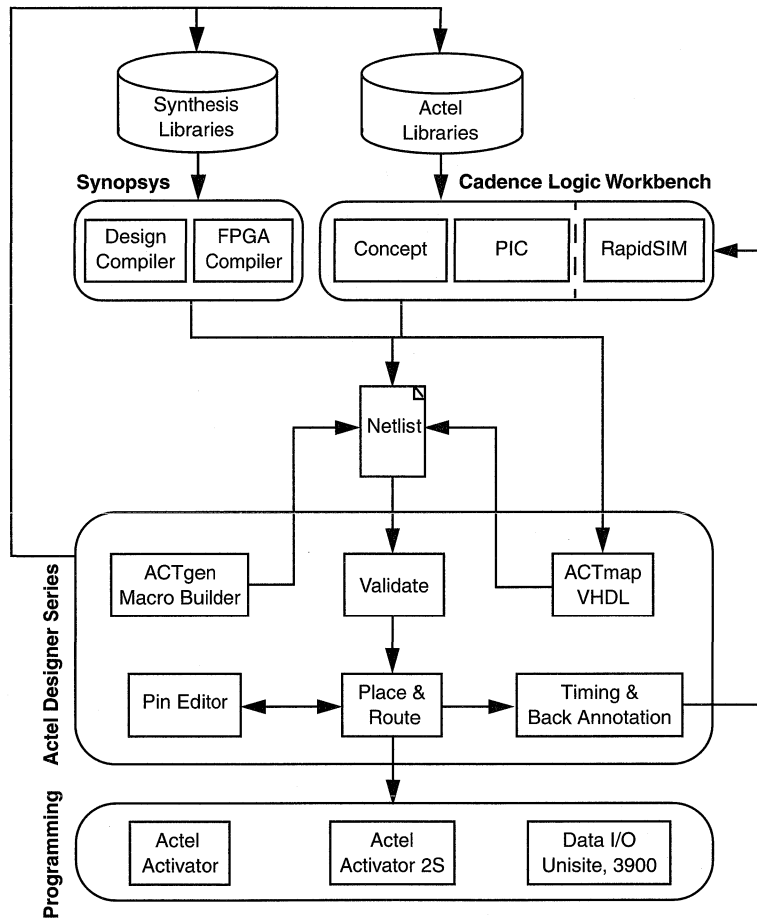 Synthesis
Libraries
Actel
Libraries
Synopsys
Cadence Logic Workbench
Design
Compiler
FPGA
Compiler
Concept
PIC
RapidSIM
Netlist
Actel Designer Series
ACTgen
Macro Builder
Validate
ACTmap
VHDL
Pin Editor
Place &
Route
Timing &
Back Annotation
Programming
Actel
Activator
Actel
Activator 2S
Data I/O
Unisite, 3900